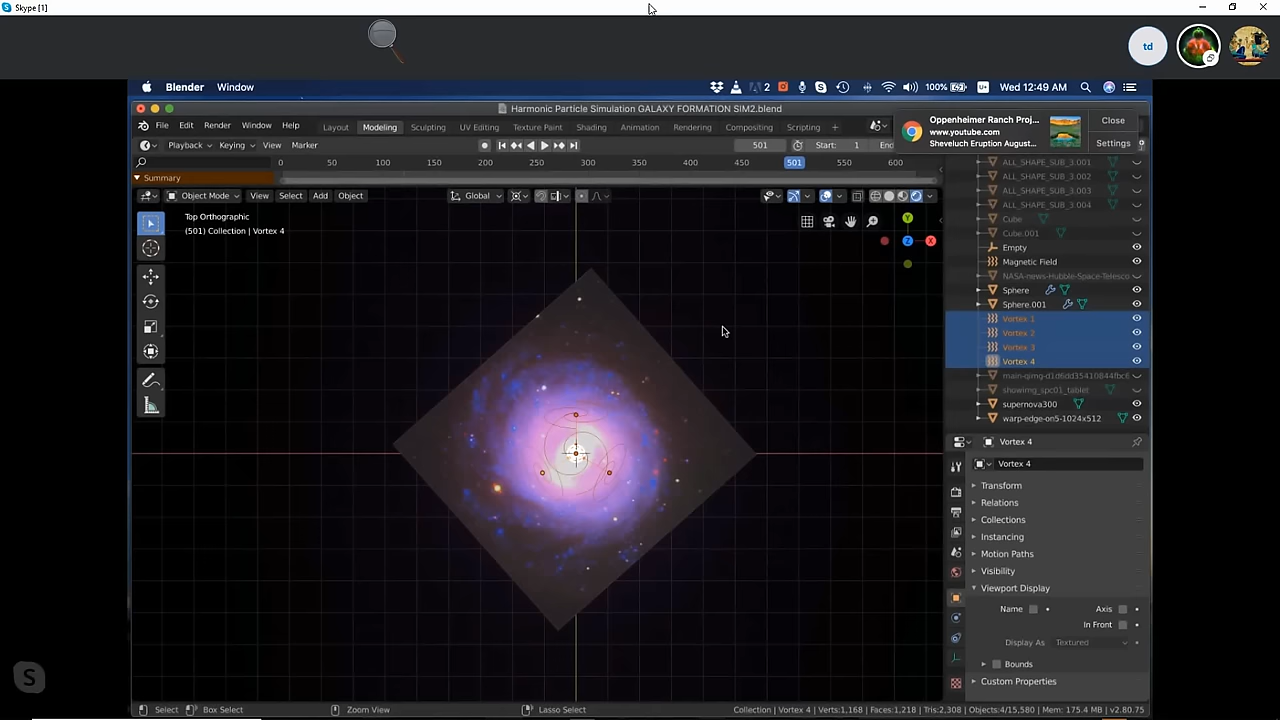 Skype [1]
td
Blender Window
2
100%
Wed 12:49 AM
Harmonic Particle Simulation GALAXY FORMATION SIM2.blend
File Edit Render Window Help
Layout Modeling Sculpting UV Editing Texture Paint Shading Animation Rendering Compositing Scripting +
Oppenheimer Ranch Proj...
www.youtube.com
Sheveluch Eruption August...
Close
Settings
Playback Keying View Marker
501
Start: 1
End
0 50 100 150 200 250 300 350 400 450 501 550 600
Summary
Object Mode View Select Add Object
Global
Top Orthographic
(501) Collection | Vortex 4
Y
Z
X
ALL_SHAPE_SUB_3.001
ALL_SHAPE_SUB_3.002
ALL_SHAPE_SUB_3.003
ALL_SHAPE_SUB_3.004
Cube
Cube.001
Empty
Magnetic Field
NASA-news-Hubble-Space-Telesco
Sphere
Sphere.001
Vortex 1
Vortex 2
Vortex 3
Vortex 4
main-qimg-d1d6dd35410844fbc6
showimg_spc01_tablet
supernova300
warp-edge-on5-1024x512
Vortex 4
Vortex 4
Transform
Relations
Collections
Instancing
Motion Paths
Visibility
Viewport Display
Name
Axis
In Front
Display As Textured
Bounds
Custom Properties
S
Select Box Select Zoom View Lasso Select
Collection | Vortex 4 | Verts:1,168 | Faces:1,218 | Tris:2,308 | Objects:4/15,580 | Mem: 175.4 MB | v2.80.75